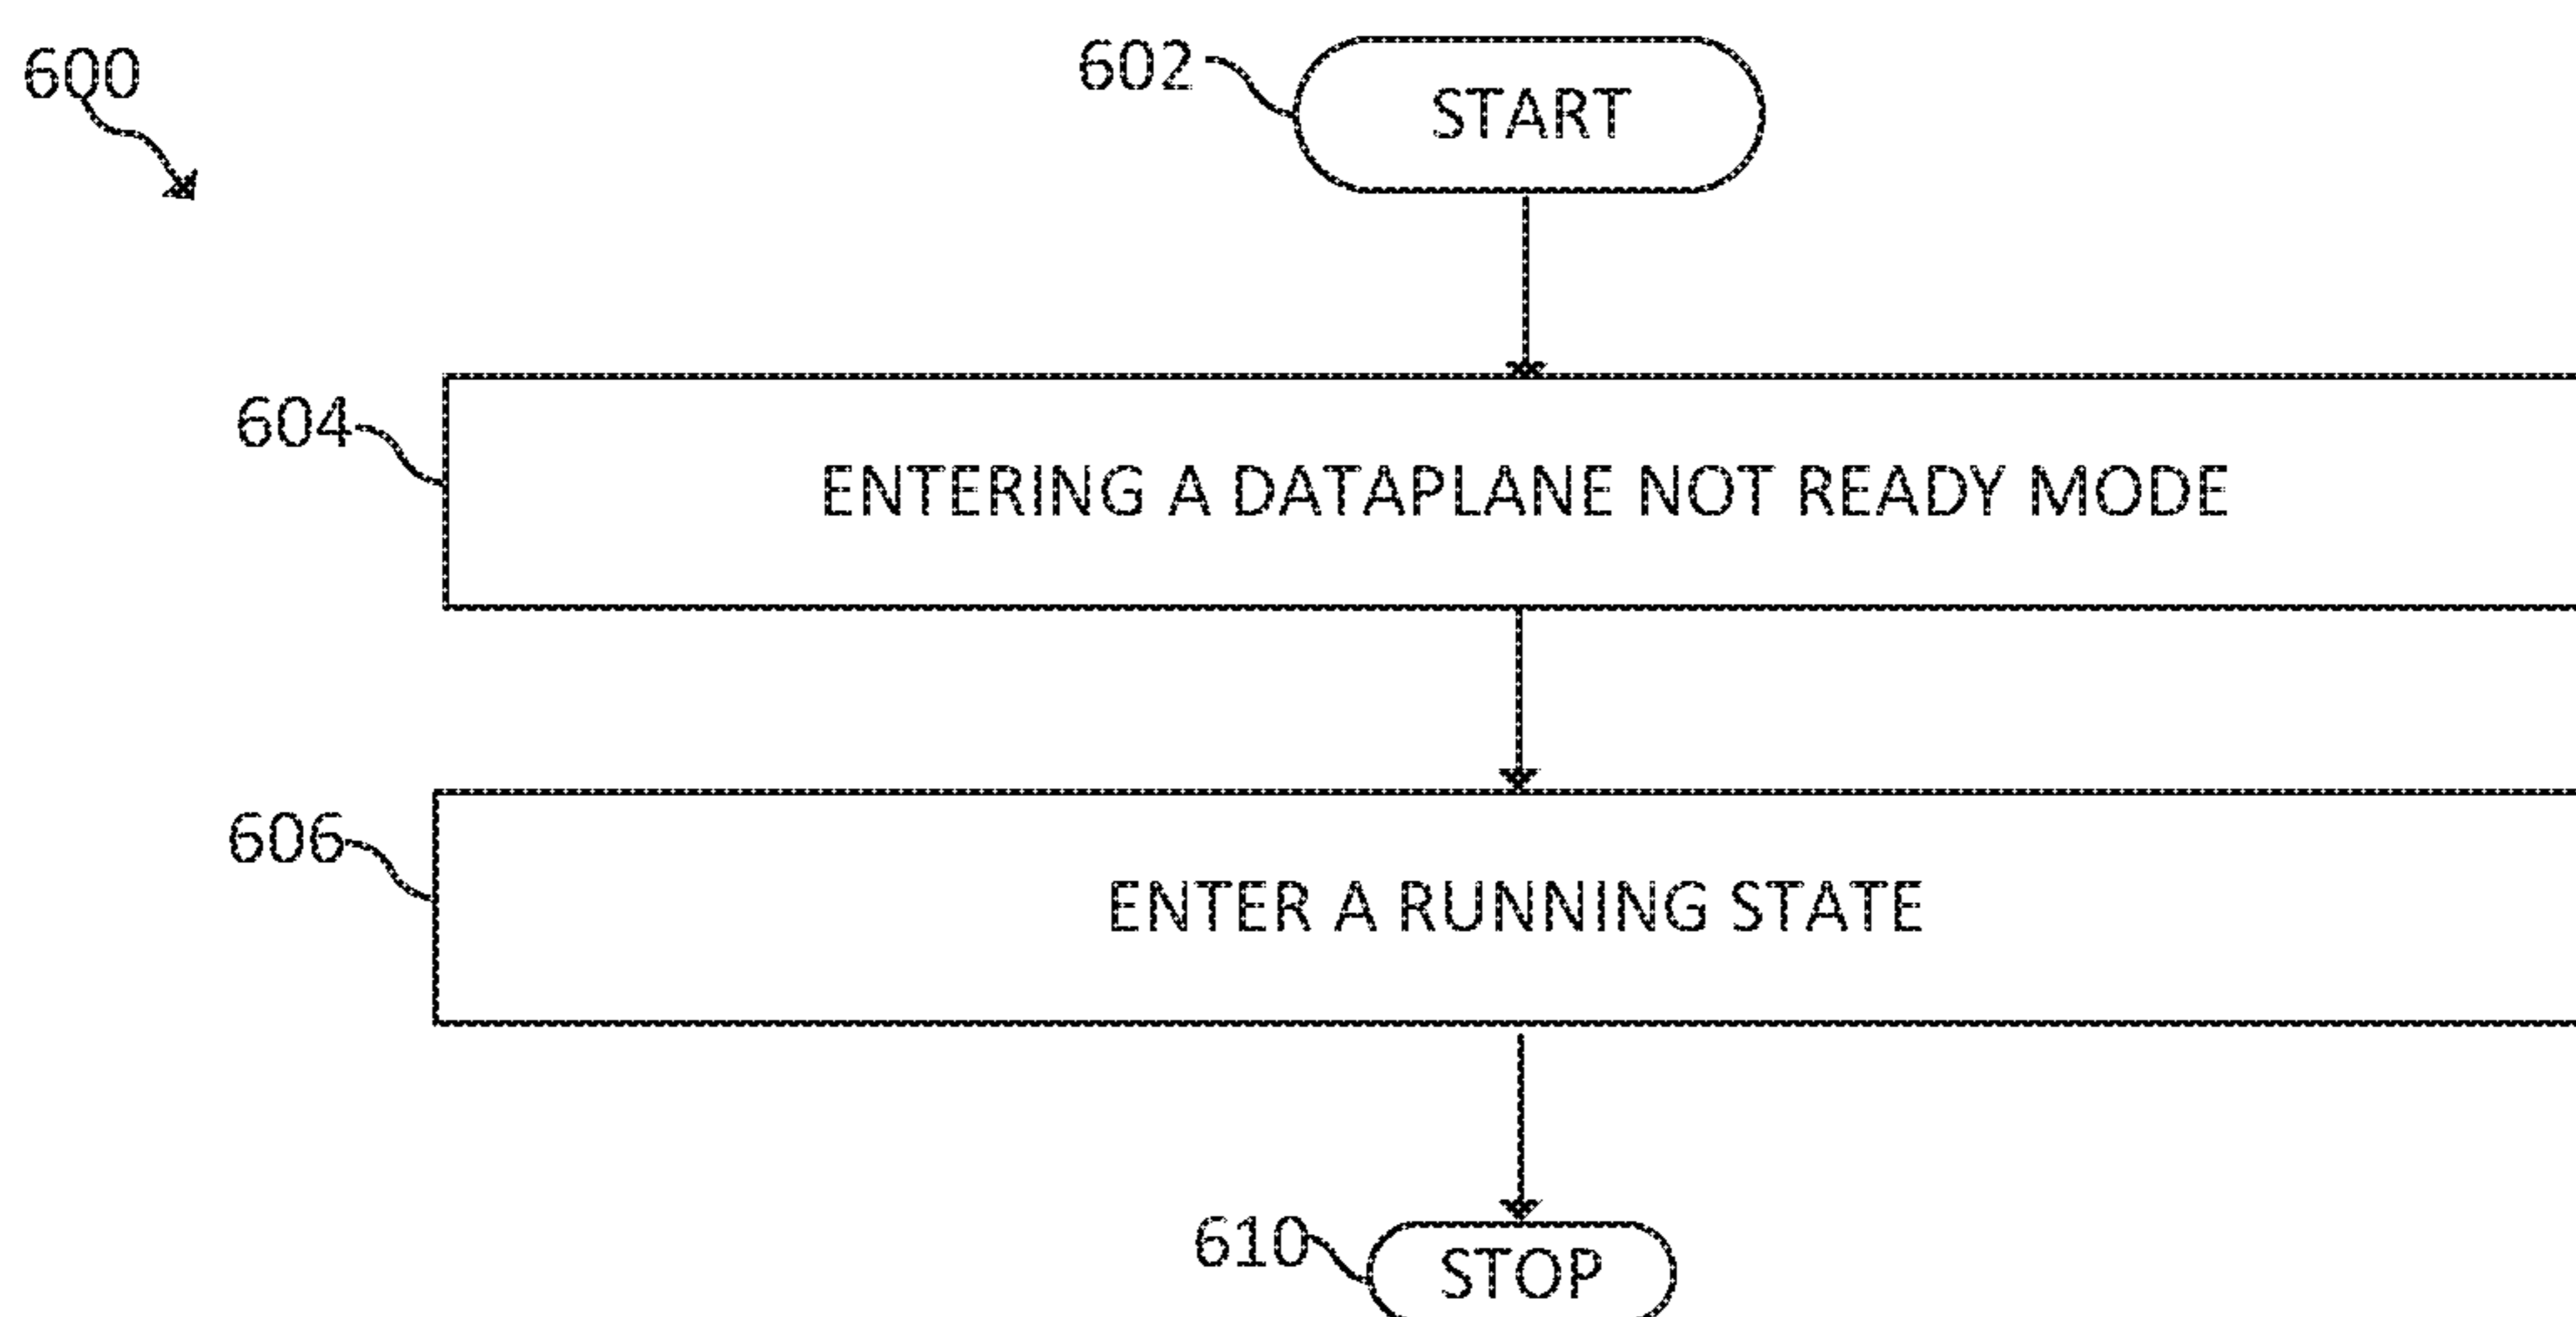 600
602
START
604
ENTERING A DATAPLANE NOT READY MODE
606
ENTER A RUNNING STATE
610
STOP